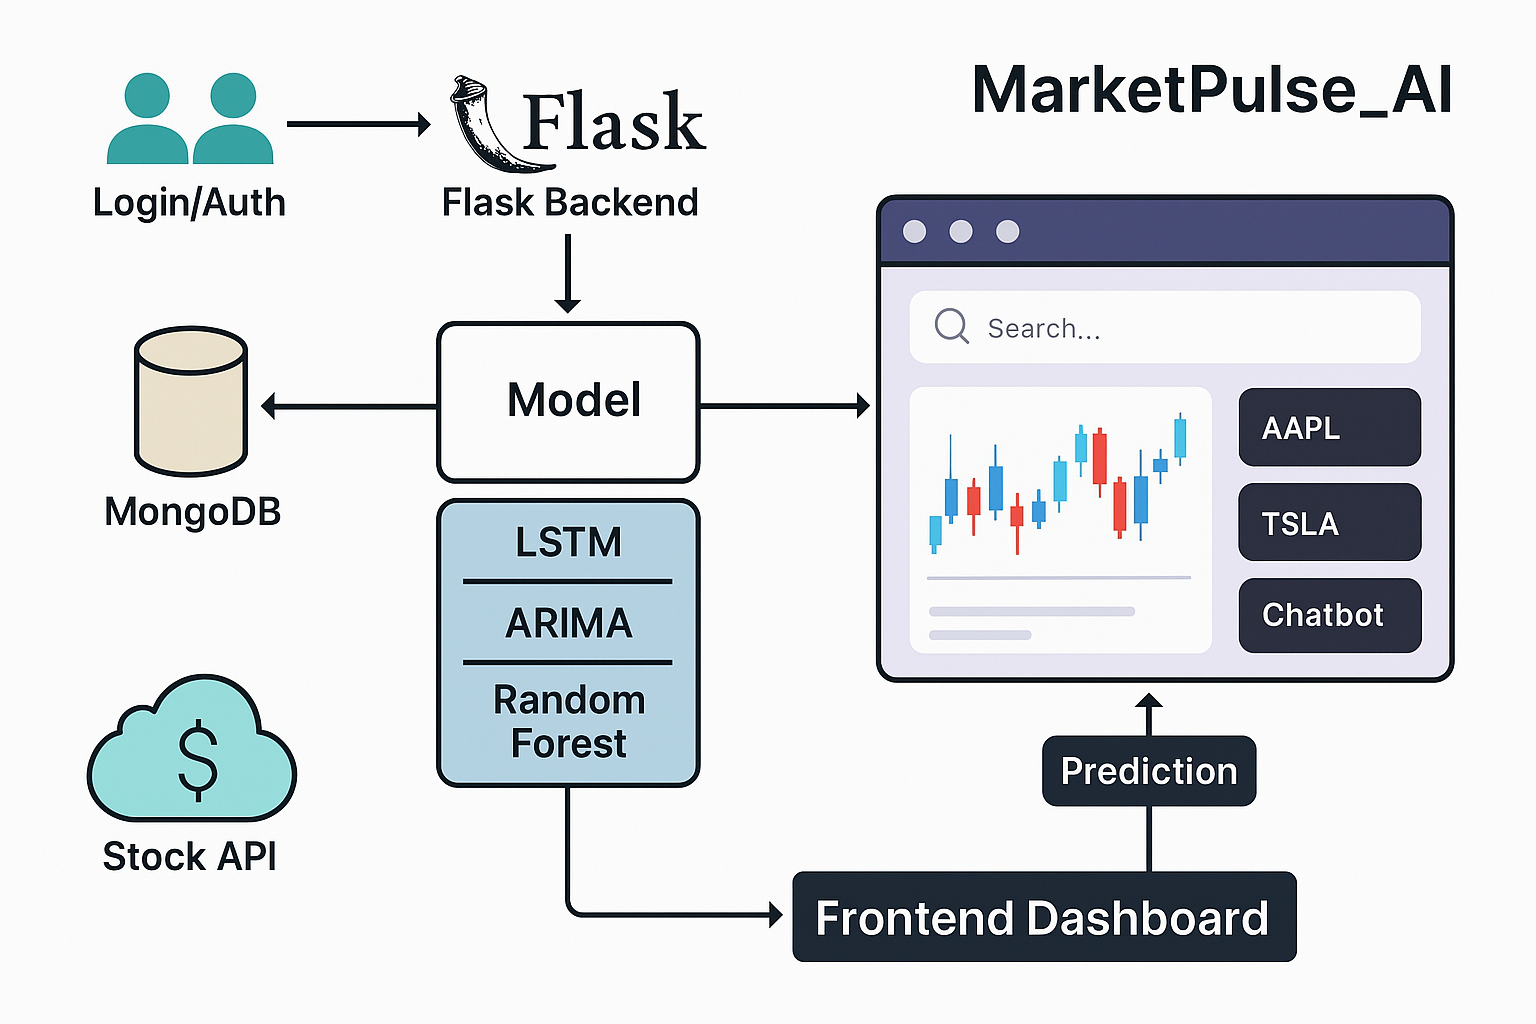 MarketPulse_AI
Flask
Login/Auth
Flask Backend
Search...
Model
AAPL
TSLA
Chatbot
MongoDB
LSTM
ARIMA
Random
Forest
$
Stock API
Prediction
Frontend Dashboard